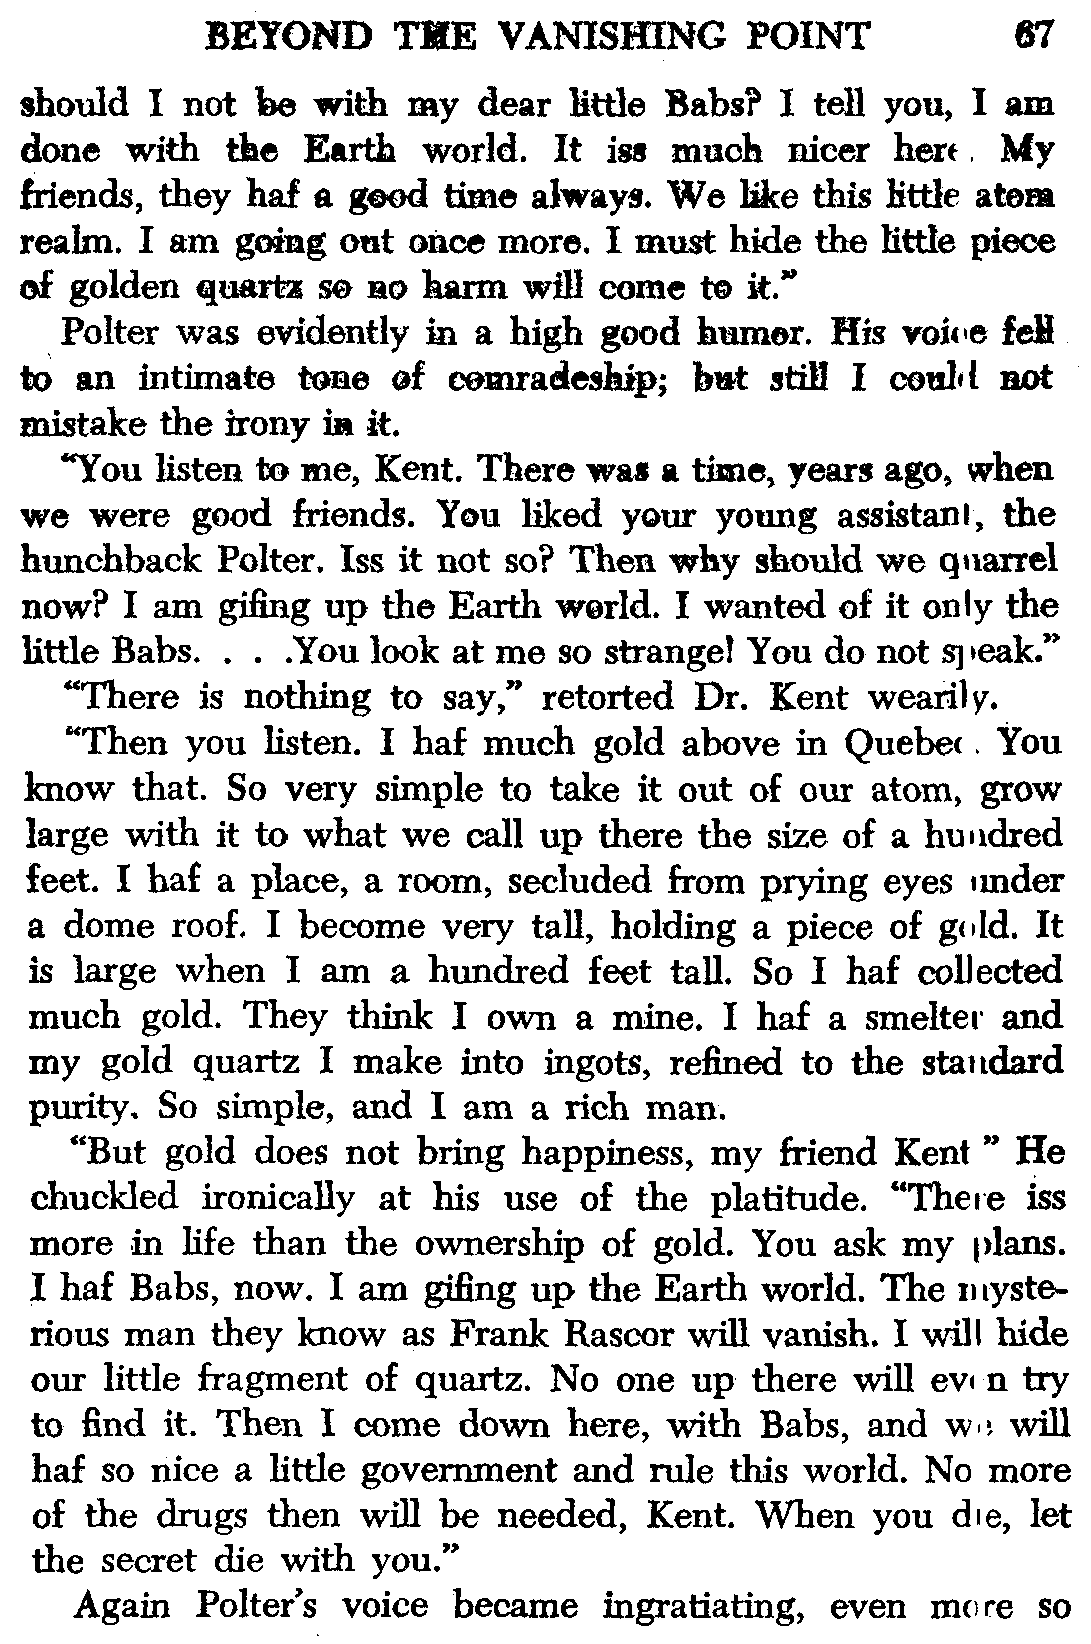 BEYOND THE VANISHING POINT 67
should I not be with my dear little Babs? I tell you, I am
done with the Earth world. It iss much nicer here. My
friends, they haf a good time always. We like this little atom
realm. I am going out once more. I must hide the little piece
of golden quartz so no harm will come to it.”
Polter was evidently in a high good humor. His voice fell
to an intimate tone of comradeship; but still I could not
mistake the irony in it.
“You listen to me, Kent. There was a time, years ago, when
we were good friends. You liked your young assistant, the
hunchback Polter. Iss it not so? Then why should we quarrel
now? I am gifing up the Earth world. I wanted of it only the
little Babs. . . . .You look at me so strange! You do not speak.”
“There is nothing to say,” retorted Dr. Kent wearily.
“Then you listen. I haf much gold above in Quebec. You
know that. So very simple to take it out of our atom, grow
large with it to what we call up there the size of a hundred
feet. I haf a place, a room, secluded from prying eyes under
a dome roof. I become very tall, holding a piece of gold. It
is large when I am a hundred feet tall. So I haf collected
much gold. They think I own a mine. I haf a smelter and
my gold quartz I make into ingots, refined to the standard
purity. So simple, and I am a rich man.
“But gold does not bring happiness, my friend Kent ” He
chuckled ironically at his use of the platitude. “There iss
more in life than the ownership of gold. You ask my plans.
I haf Babs, now. I am gifing up the Earth world. The myste-
rious man they know as Frank Rascor will vanish. I will hide
our little fragment of quartz. No one up there will even try
to find it. Then I come down here, with Babs, and we will
haf so nice a little government and rule this world. No more
of the drugs then will be needed, Kent. When you die, let
the secret die with you.”
Again Polter’s voice became ingratiating, even more so